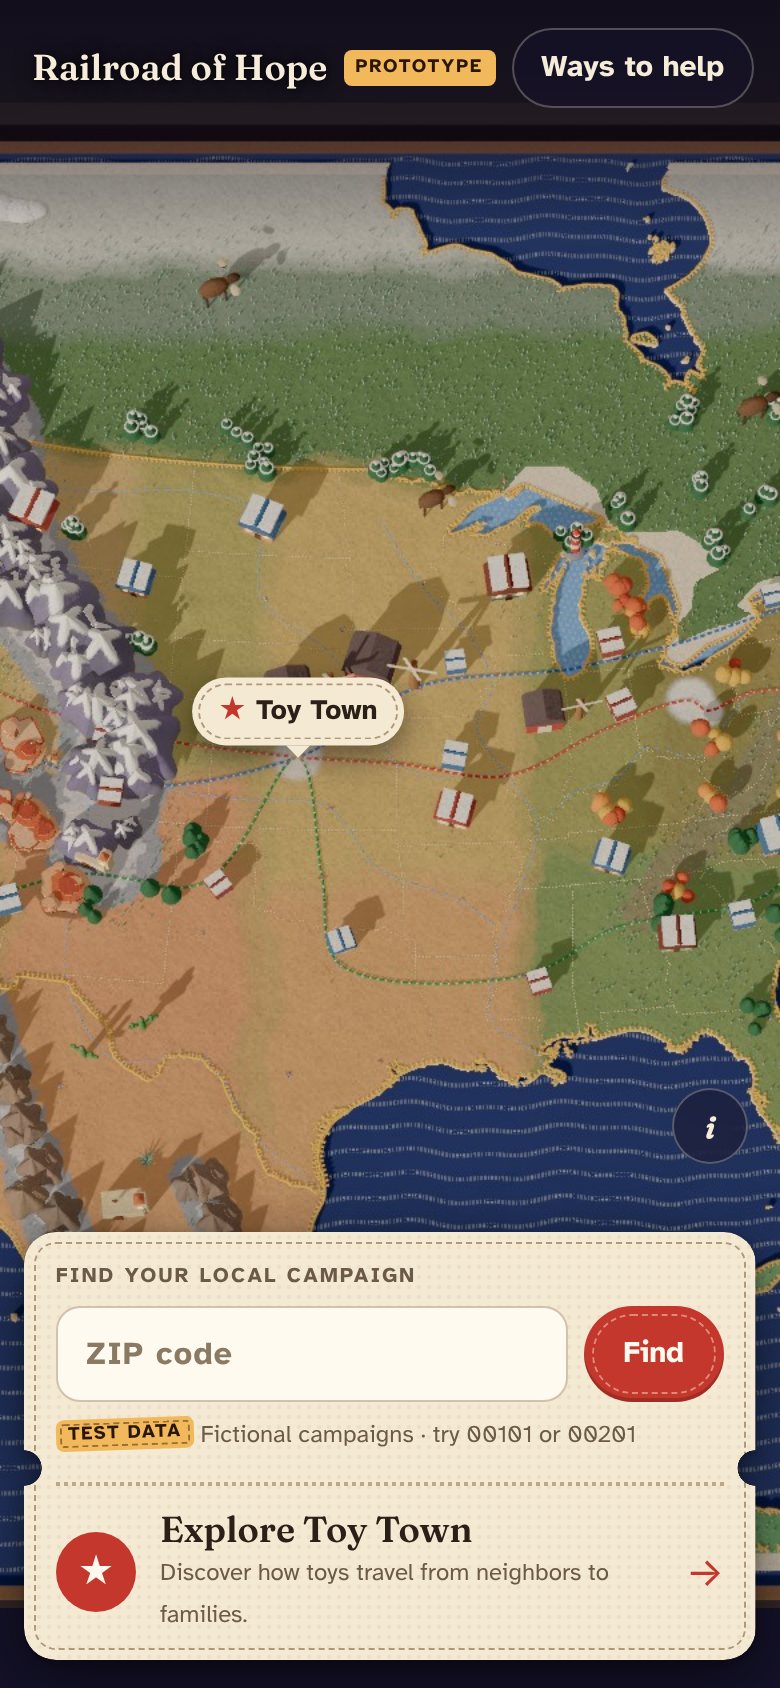 Railroad of Hope
PROTOTYPE
Ways to help
★ Toy Town
i
FIND YOUR LOCAL CAMPAIGN
ZIP code
Find
TEST DATA Fictional campaigns · try 00101 or 00201
Explore Toy Town
Discover how toys travel from neighbors to
families.
→